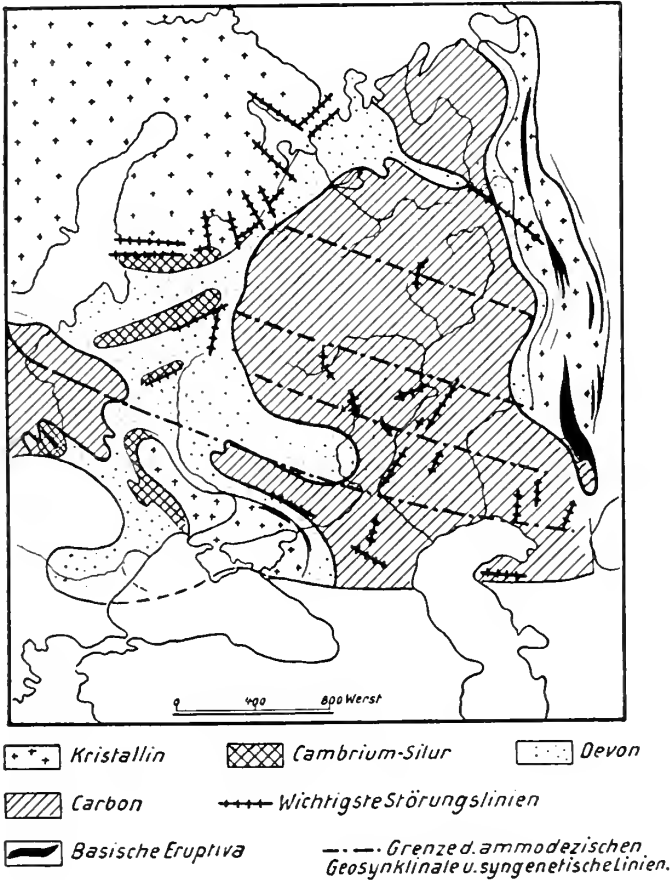 0 400 800 Werst
Kristallin Cambrium-Silur Devon
Carbon Wichtigste Störungslinien
Basische Eruptiva Grenze d. ammodezischen
Geosynklinale u. syngenetische Linien.